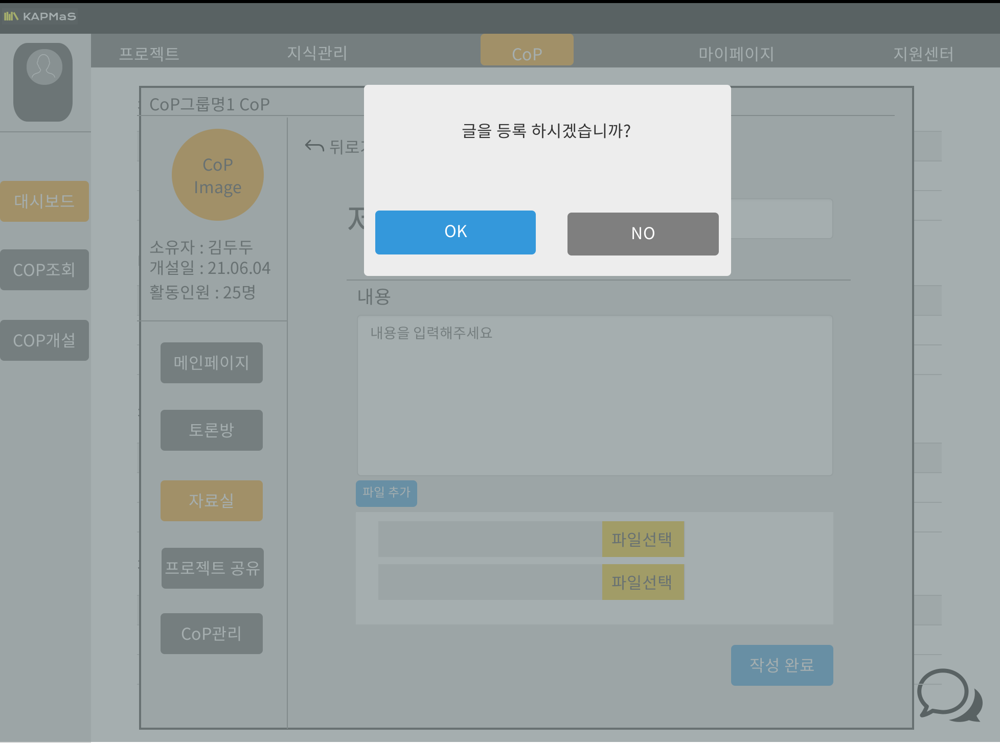 KAPMaS
프로젝트
지식관리
CoP
마이페이지
지원센터
CoP그룹명1 CoP
글을 등록 하시겠습니까?
OK
NO
대시보드
COP조회
COP개설
CoP
Image
소유자 : 김두두
개설일 : 21.06.04
활동인원 : 25명
메인페이지
토론방
자료실
프로젝트 공유
CoP관리
뒤로
내용
내용을 입력해주세요
파일 추가
파일선택
파일선택
작성 완료